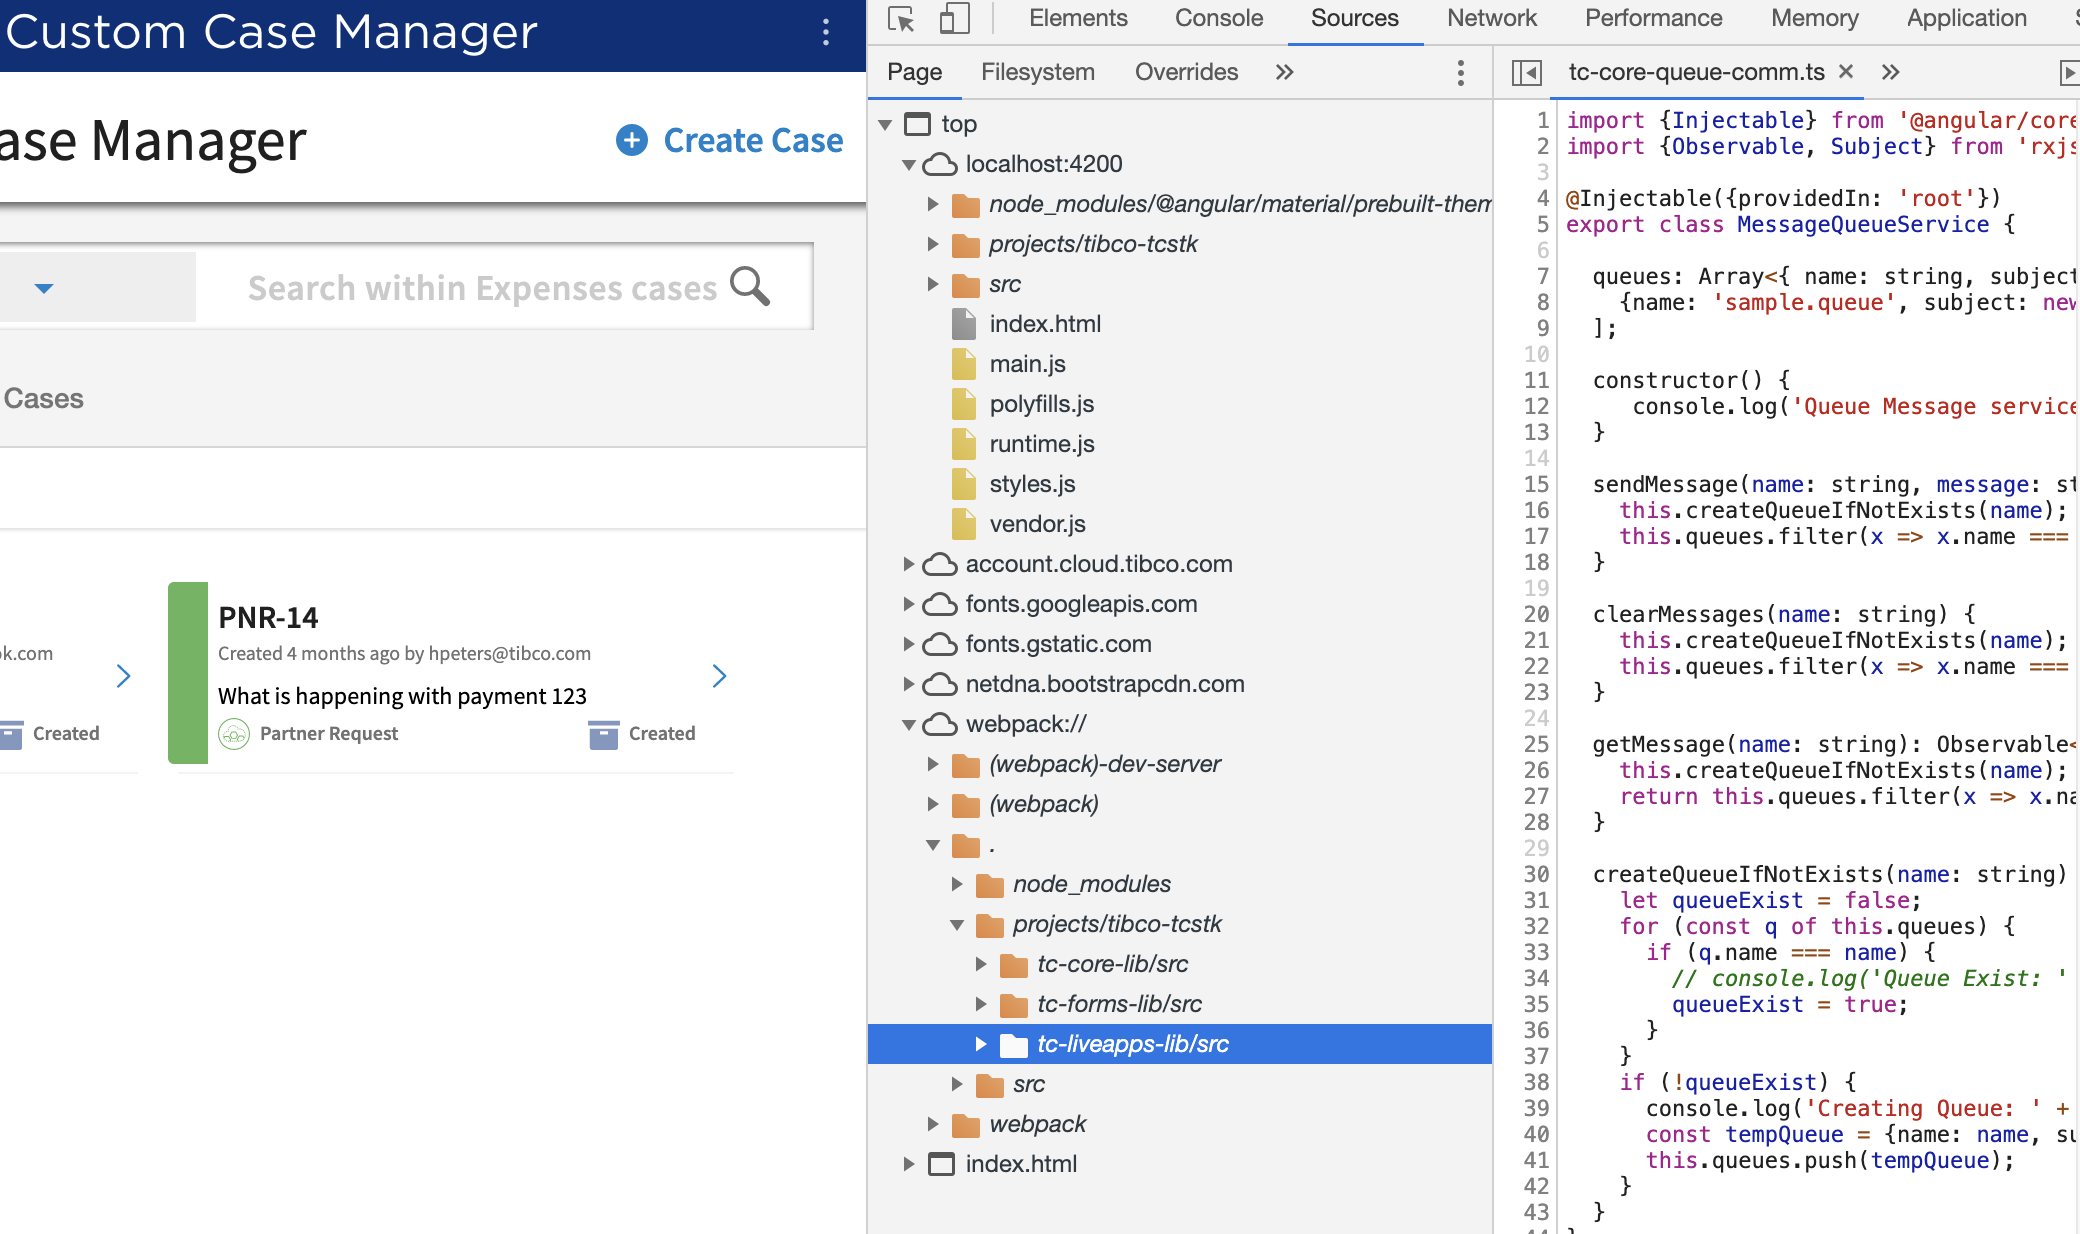 Custom Case Manager
ase Manager
Create Case
Search within Expenses cases
Cases
ok.com
Created
PNR-14
Created 4 months ago by hpeters@tibco.com
What is happening with payment 123
Partner Request
Created
Elements Console Sources Network Performance Memory Application
Page Filesystem Overrides »
top
localhost:4200
node_modules/@angular/material/prebuilt-them
projects/tibco-tcstk
src
index.html
main.js
polyfills.js
runtime.js
styles.js
vendor.js
account.cloud.tibco.com
fonts.googleapis.com
fonts.gstatic.com
netdna.bootstrapcdn.com
webpack://
(webpack)-dev-server
(webpack)
.
node_modules
projects/tibco-tcstk
tc-core-lib/src
tc-forms-lib/src
tc-liveapps-lib/src
src
webpack
index.html
tc-core-queue-comm.ts × »
1 import {Injectable} from '@angular/core
2 import {Observable, Subject} from 'rxjs
3
4 @Injectable({providedIn: 'root'})
5 export class MessageQueueService {
6
7   queues: Array<{ name: string, subject
8     {name: 'sample.queue', subject: new
9   ];
10
11   constructor() {
12      console.log('Queue Message service
13   }
14
15   sendMessage(name: string, message: st
16     this.createQueueIfNotExists(name);
17     this.queues.filter(x => x.name ===
18   }
19
20   clearMessages(name: string) {
21     this.createQueueIfNotExists(name);
22     this.queues.filter(x => x.name ===
23   }
24
25   getMessage(name: string): Observable<
26     this.createQueueIfNotExists(name);
27     return this.queues.filter(x => x.na
28   }
29
30   createQueueIfNotExists(name: string)
31     let queueExist = false;
32     for (const q of this.queues) {
33       if (q.name === name) {
34         // console.log('Queue Exist: '
35         queueExist = true;
36       }
37     }
38     if (!queueExist) {
39       console.log('Creating Queue: ' +
40       const tempQueue = {name: name, su
41       this.queues.push(tempQueue);
42     }
43   }